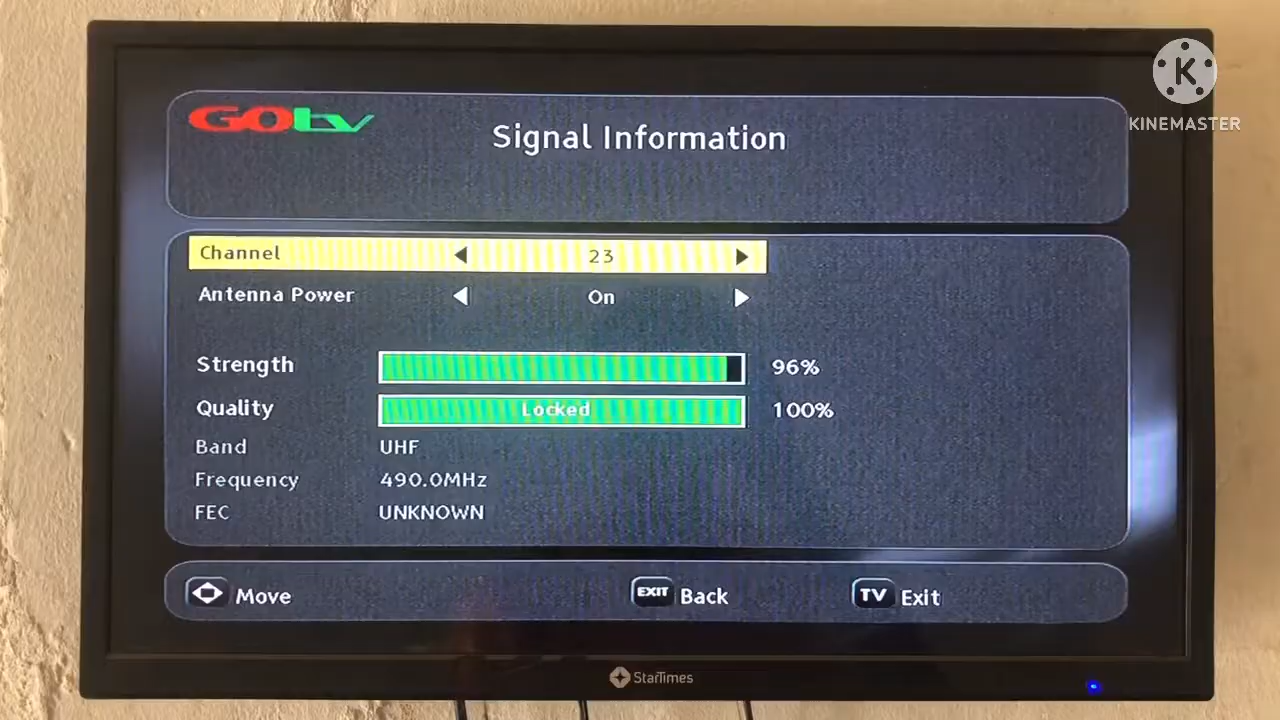 GOtv
Signal Information
K
KINEMASTER
Channel 23
Antenna Power On
Strength 96%
Quality Locked 100%
Band UHF
Frequency 490.0MHz
FEC UNKNOWN
Move EXIT Back TV Exit
StarTimes